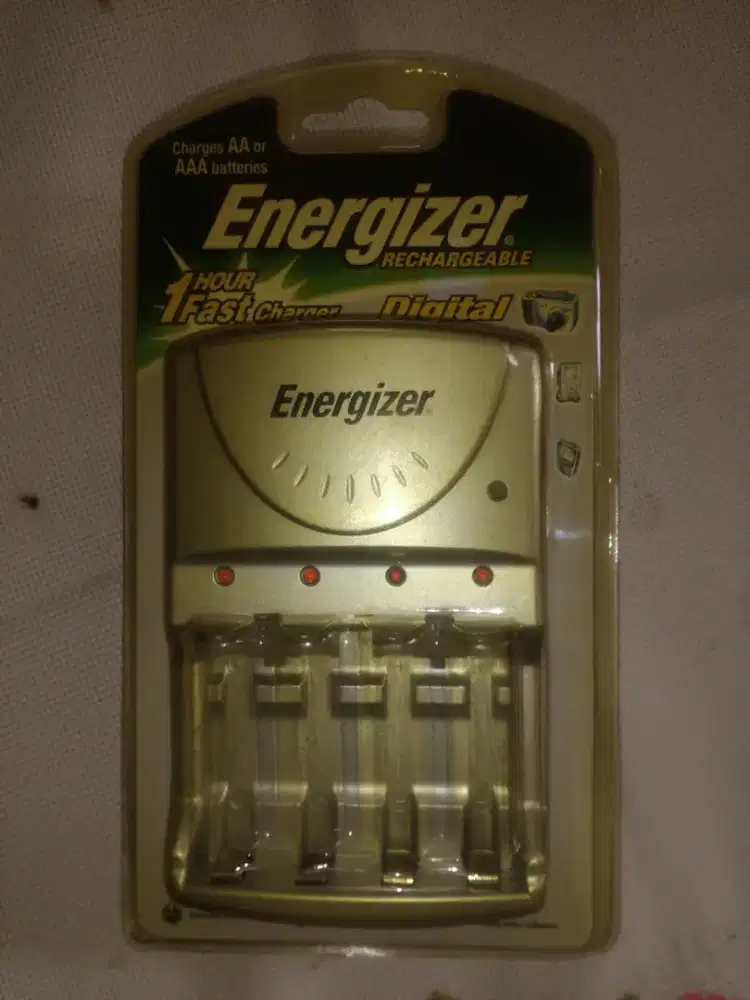 Charges AA or
AAA batteries
Energizer®
RECHARGEABLE
1 HOUR
Fast Charger Digital
Energizer